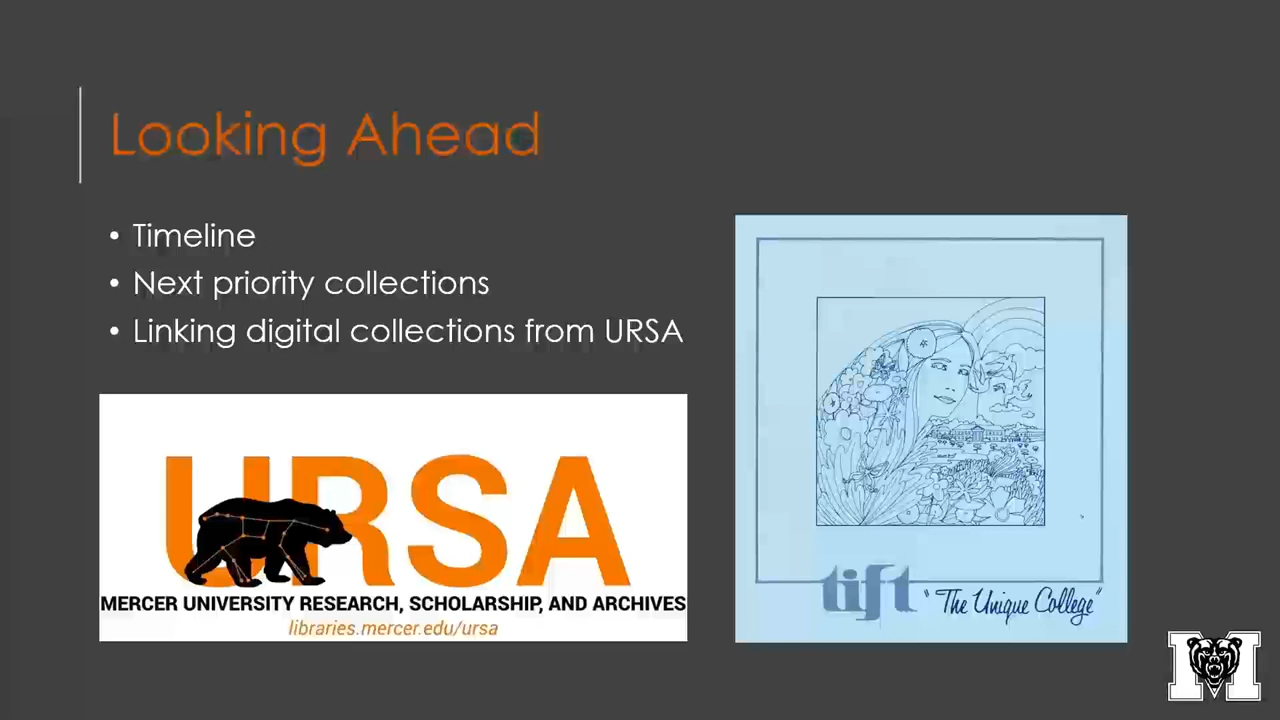 Looking Ahead
• Timeline
• Next priority collections
• Linking digital collections from URSA
URSA
MERCER UNIVERSITY RESEARCH, SCHOLARSHIP, AND ARCHIVES
libraries.mercer.edu/ursa
tift "The Unique College"
M